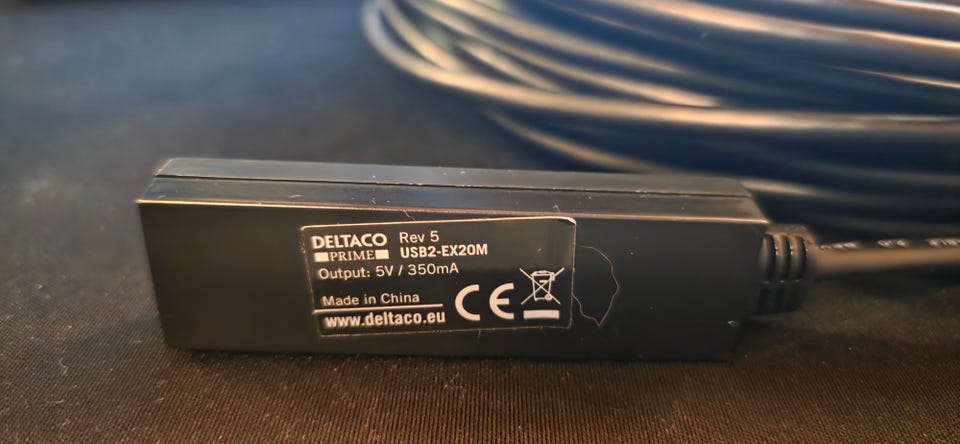 DELTACO Rev 5
PRIME USB2-EX20M
Output: 5V / 350mA
Made in China
www.deltaco.eu
CE